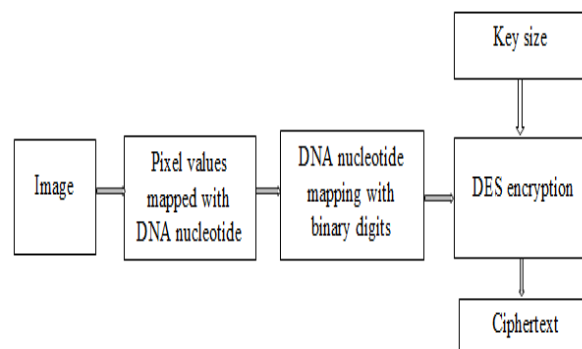 Key size
Image
Pixel values
mapped with
DNA nucleotide
DNA nucleotide
mapping with
binary digits
DES encryption
Ciphertext